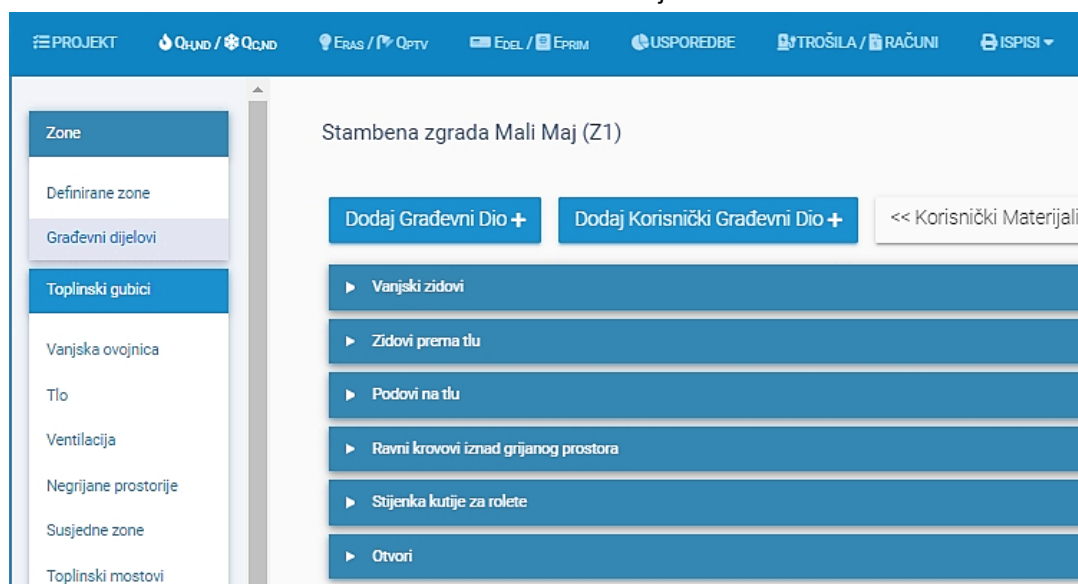 PROJEKT QH,ND / QC,ND ERAS / QPTV EDEL / EPRIM USPOREDBE TROŠILA / RAČUNI ISPISI
Zone
Definirane zone
Građevni dijelovi
Toplinski gubici
Vanjska ovojnica
Tlo
Ventilacija
Negrijane prostorije
Susjedne zone
Toplinski mostovi
Stambena zgrada Mali Maj (Z1)
Dodaj Građevni Dio + Dodaj Korisnički Građevni Dio + << Korisnički Materijali
Vanjski zidovi
Zidovi prema tlu
Podovi na tlu
Ravni krovovi iznad grijanog prostora
Stijenka kutije za rolete
Otvori